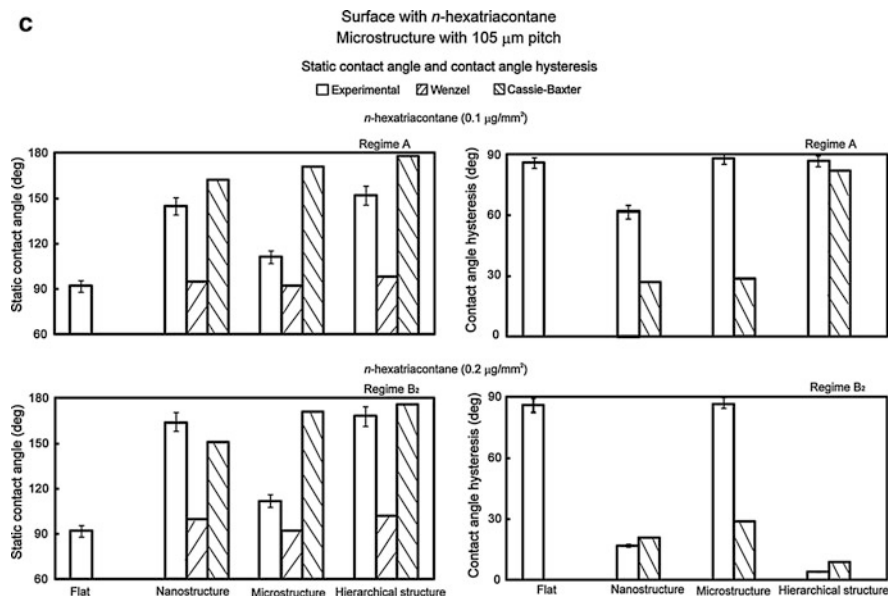 c
Surface with n-hexatriacontane
Microstructure with 105 μm pitch
Static contact angle and contact angle hysteresis
Experimental Wenzel Cassie-Baxter
n-hexatriacontane (0.1 μg/mm²)
Regime A
Static contact angle (deg)
180
150
120
90
60
Regime A
Contact angle hysteresis (deg)
90
60
30
0
n-hexatriacontane (0.2 μg/mm²)
Regime B₂
Static contact angle (deg)
180
150
120
90
60
Flat Nanostructure Microstructure Hierarchical structure
Regime B₂
Contact angle hysteresis (deg)
90
60
30
0
Flat Nanostructure Microstructure Hierarchical structure